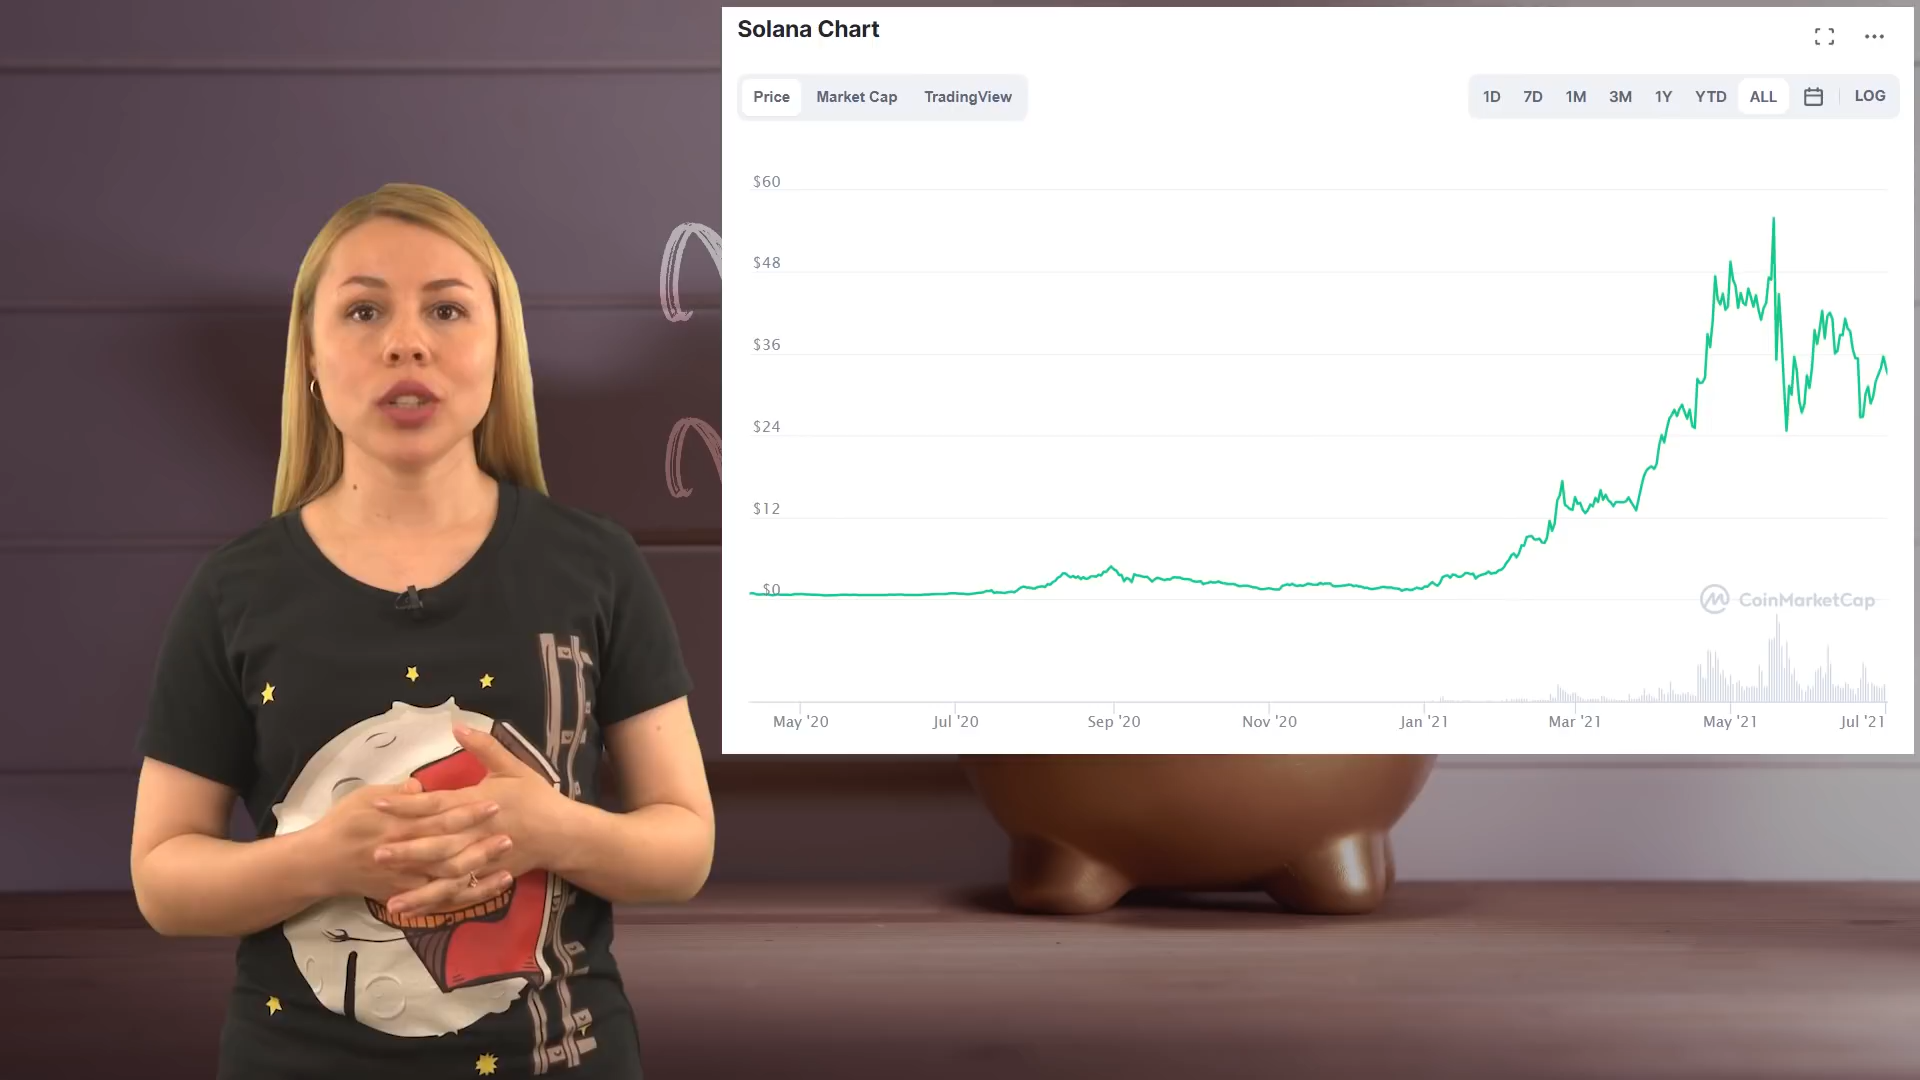 Solana Chart
Price Market Cap TradingView
1D 7D 1M 3M 1Y YTD ALL LOG
$60
$48
$36
$24
$12
$0
CoinMarketCap
May '20 Jul '20 Sep '20 Nov '20 Jan '21 Mar '21 May '21 Jul '21